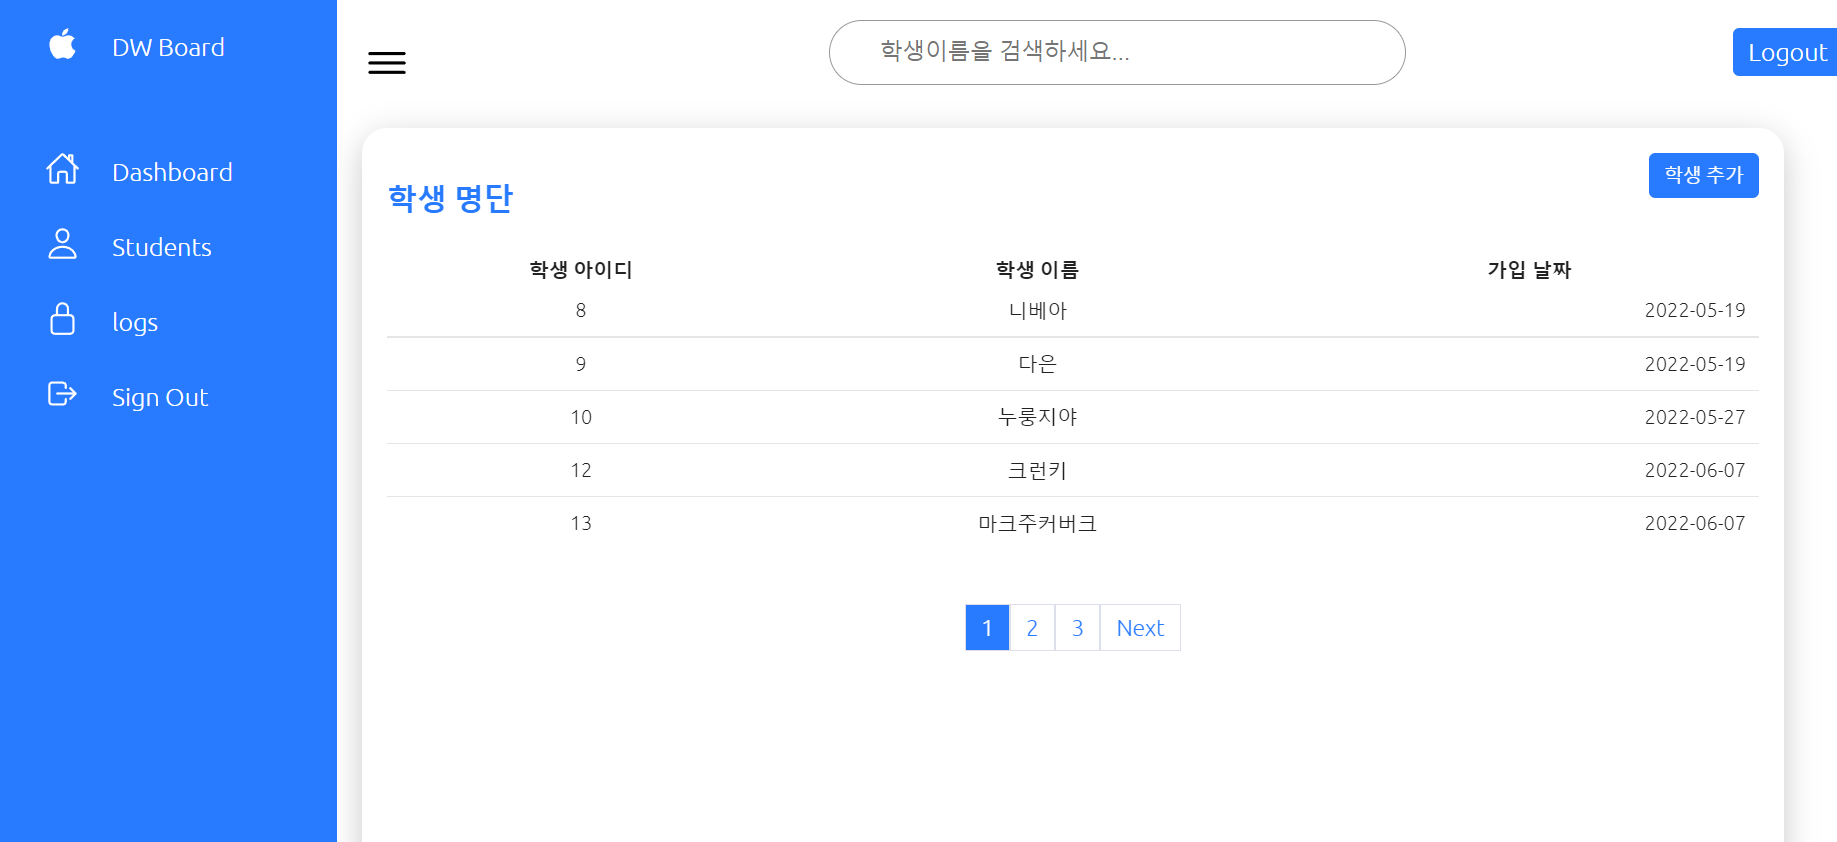 DW Board
Dashboard
Students
logs
Sign Out
학생이름을 검색하세요...
Logout
학생 명단
학생 추가
학생 아이디 학생 이름 가입 날짜
8 니베아 2022-05-19
9 다은 2022-05-19
10 누룽지야 2022-05-27
12 크런키 2022-06-07
13 마크주커버크 2022-06-07
1 2 3 Next